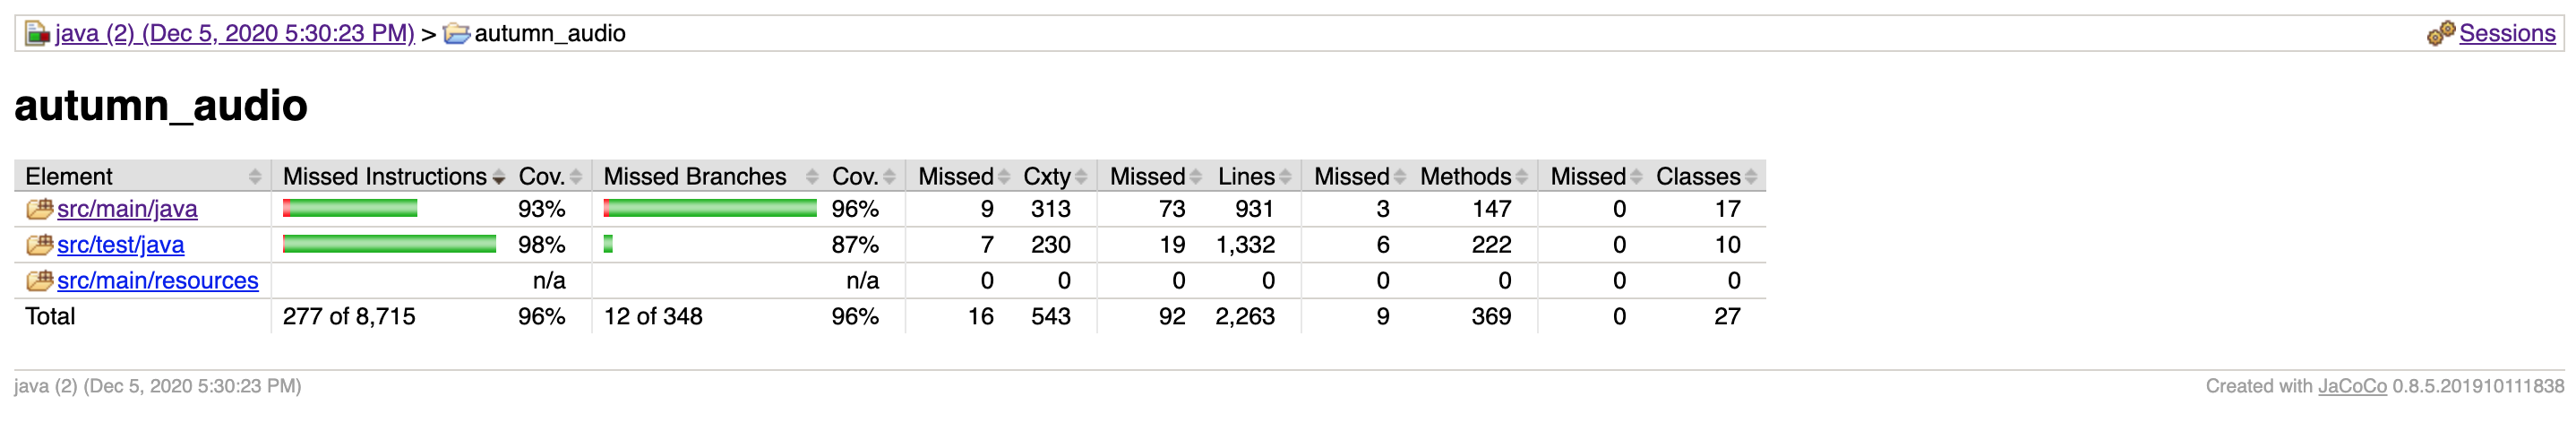 java (2) (Dec 5, 2020 5:30:23 PM) > autumn_audio Sessions
autumn_audio
Element Missed Instructions Cov. Missed Branches Cov. Missed Cxty Missed Lines Missed Methods Missed Classes
src/main/java 93% 96% 9 313 73 931 3 147 0 17
src/test/java 98% 87% 7 230 19 1,332 6 222 0 10
src/main/resources n/a n/a 0 0 0 0 0 0 0 0
Total 277 of 8,715 96% 12 of 348 96% 16 543 92 2,263 9 369 0 27
java (2) (Dec 5, 2020 5:30:23 PM) Created with JaCoCo 0.8.5.201910111838